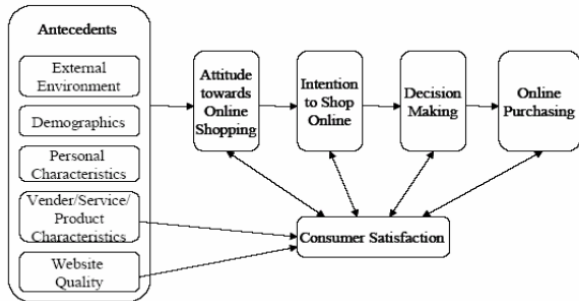 Antecedents
External
Environment
Demographics
Personal
Characteristics
Vender/Service/
Product
Characteristics
Website
Quality
Attitude
towards
Online
Shopping
Intention
to Shop
Online
Decision
Making
Online
Purchasing
Consumer Satisfaction